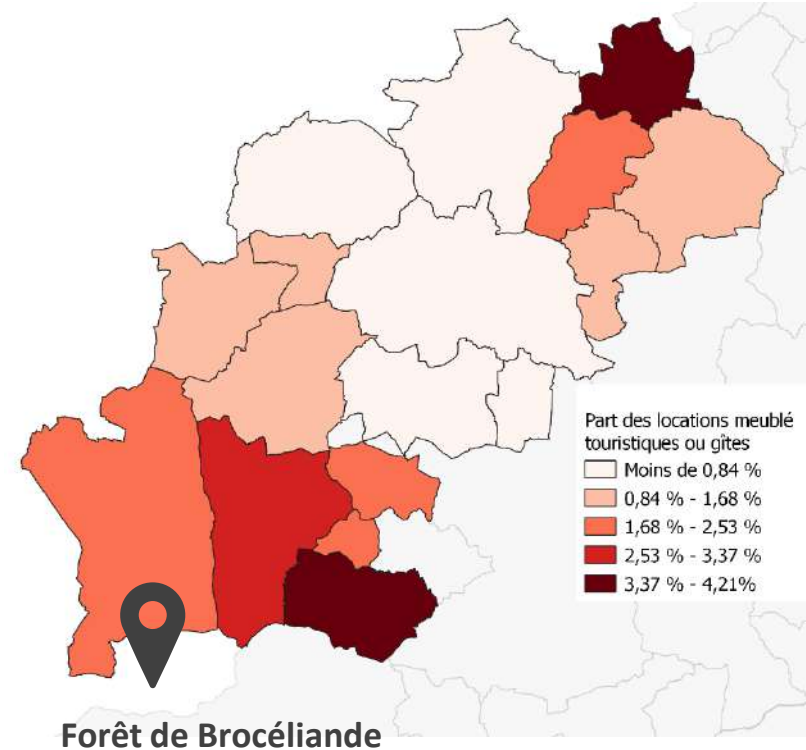 Part des locations meublé
touristiques ou gîtes
Moins de 0,84 %
0,84 % - 1,68 %
1,68 % - 2,53 %
2,53 % - 3,37 %
3,37 % - 4,21%
Forêt de Brocéliande